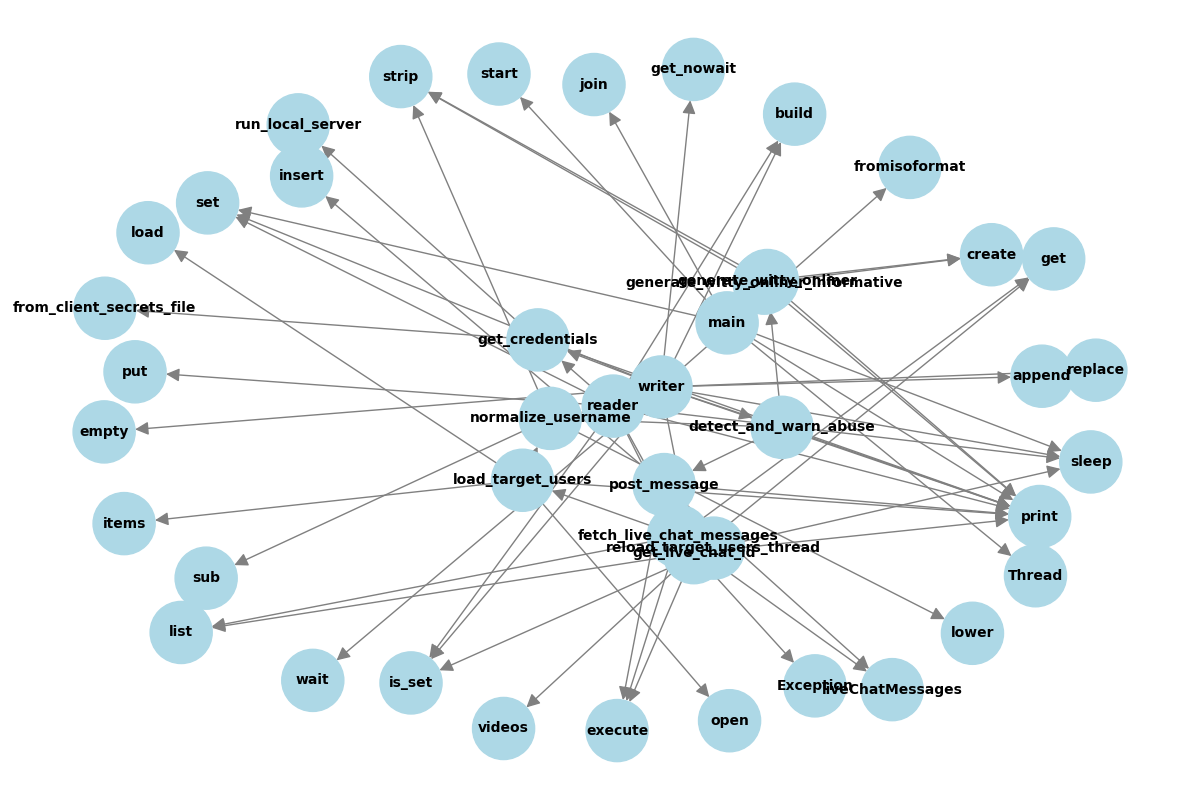 get_nowait
start
strip
join
build
run_local_server
fromisoformat
insert
set
load
create
get
generate_witty_onliner
generate_witty_onliner_informative
from_client_secrets_file
main
get_credentials
put
replace
append
writer
reader
normalize_username
detect_and_warn_abuse
empty
sleep
load_target_users
post_message
print
items
fetch_live_chat_messages
reload_target_users_thread
get_live_chat_id
Thread
sub
list
lower
wait
is_set
Exception
liveChatMessages
open
videos
execute